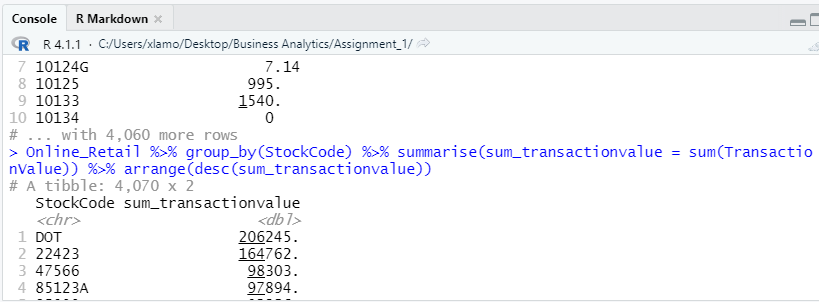 Console R Markdown ×
R 4.1.1 · C:/Users/xlamo/Desktop/Business Analytics/Assignment_1/
7 10124G 7.14
8 10125 995.
9 10133 1540.
10 10134 0
# ... with 4,060 more rows
> Online_Retail %>% group_by(StockCode) %>% summarise(sum_transactionvalue = sum(Transactio
nValue)) %>% arrange(desc(sum_transactionvalue))
# A tibble: 4,070 x 2
StockCode sum_transactionvalue
<chr> <dbl>
1 DOT 206245.
2 22423 164762.
3 47566 98303.
4 85123A 97894.